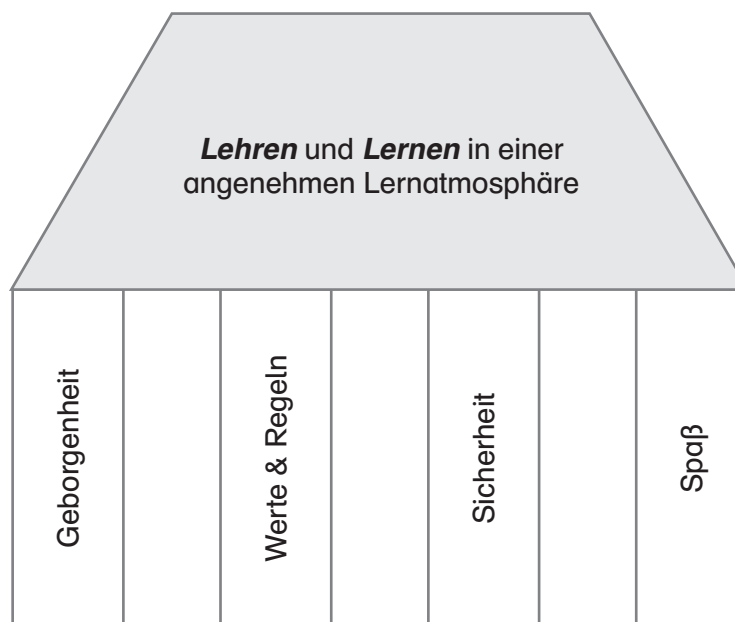 Lehren und Lernen in einer
angenehmen Lernatmosphäre
Geborgenheit
Werte & Regeln
Sicherheit
Spaß